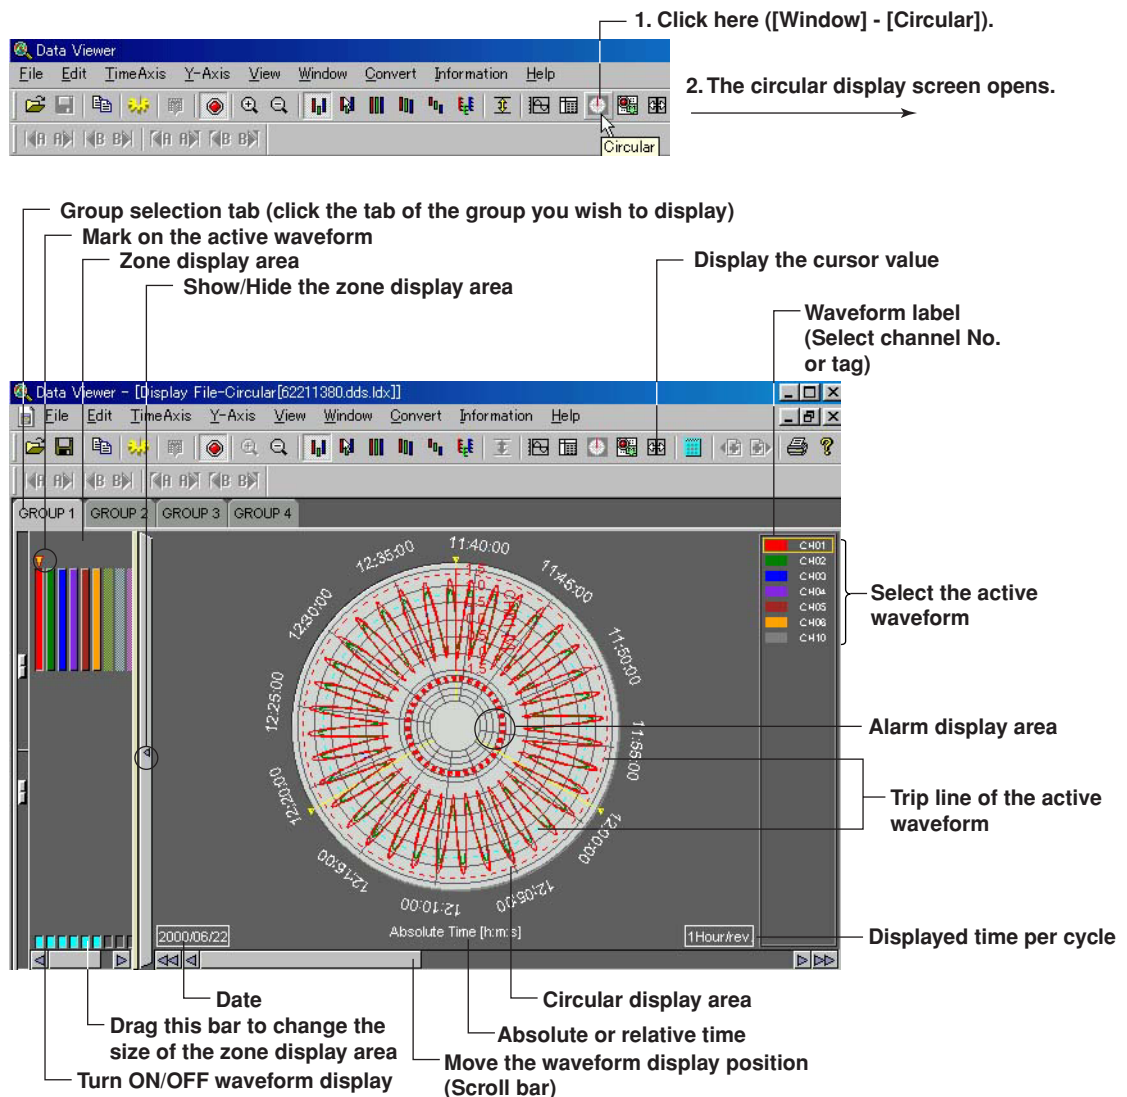 1. Click here ([Window] - [Circular]).
Data Viewer
File Edit TimeAxis Y-Axis View Window Convert Information Help
2. The circular display screen opens.
Circular
Group selection tab (click the tab of the group you wish to display)
Mark on the active waveform
Zone display area
Show/Hide the zone display area
Display the cursor value
Waveform label
(Select channel No.
or tag)
Data Viewer - [Display File-Circular[62211380.dds.ldx]]
File Edit TimeAxis Y-Axis View Window Convert Information Help
GROUP 1 GROUP 2 GROUP 3 GROUP 4
11:40:00
11:45:00
11:50:00
11:55:00
12:00:00
12:05:00
12:10:00
12:15:00
12:20:00
12:25:00
12:30:00
12:35:00
CH01
CH02
CH03
CH04
CH05
CH06
CH10
Select the active
waveform
Alarm display area
Trip line of the active
waveform
2000/06/22
Absolute Time [h:m:s]
1Hour/rev.
Displayed time per cycle
Date
Circular display area
Drag this bar to change the
size of the zone display area
Absolute or relative time
Turn ON/OFF waveform display
Move the waveform display position
(Scroll bar)